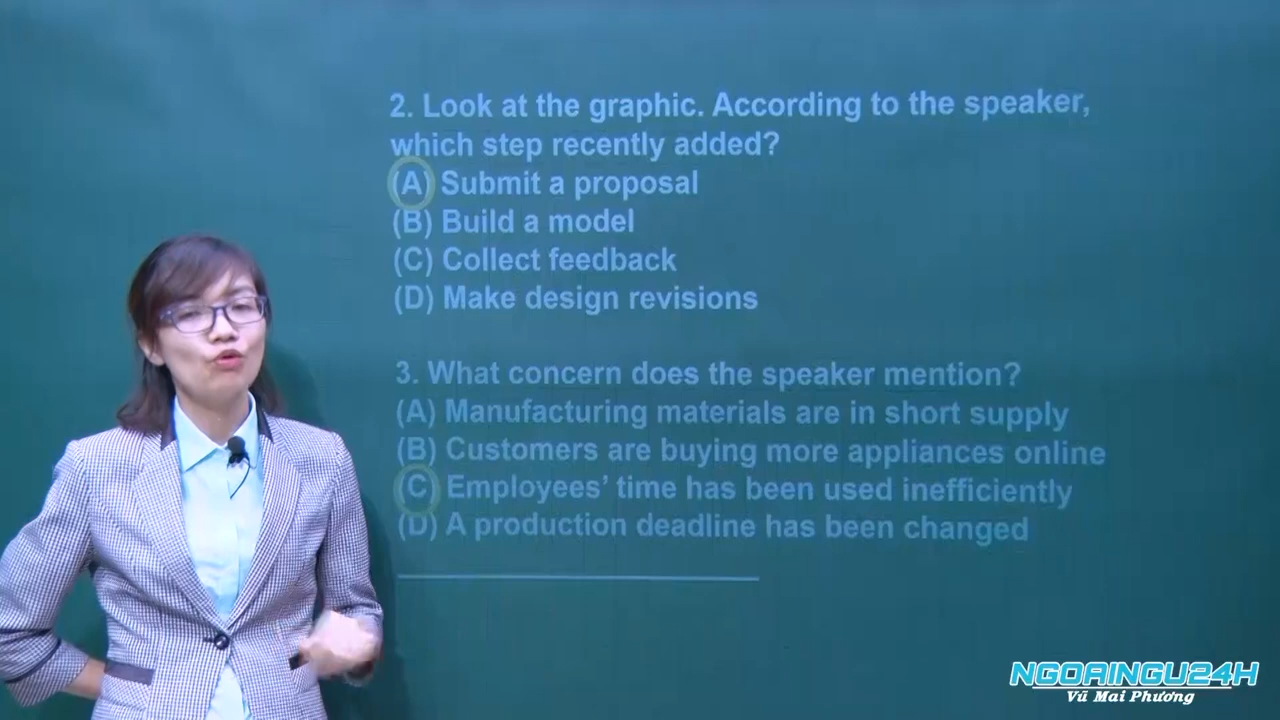 2. Look at the graphic. According to the speaker,
which step recently added?
(A) Submit a proposal
(B) Build a model
(C) Collect feedback
(D) Make design revisions
3. What concern does the speaker mention?
(A) Manufacturing materials are in short supply
(B) Customers are buying more appliances online
(C) Employees’ time has been used inefficiently
(D) A production deadline has been changed
NGOAINGU24H
Vũ Mai Phương